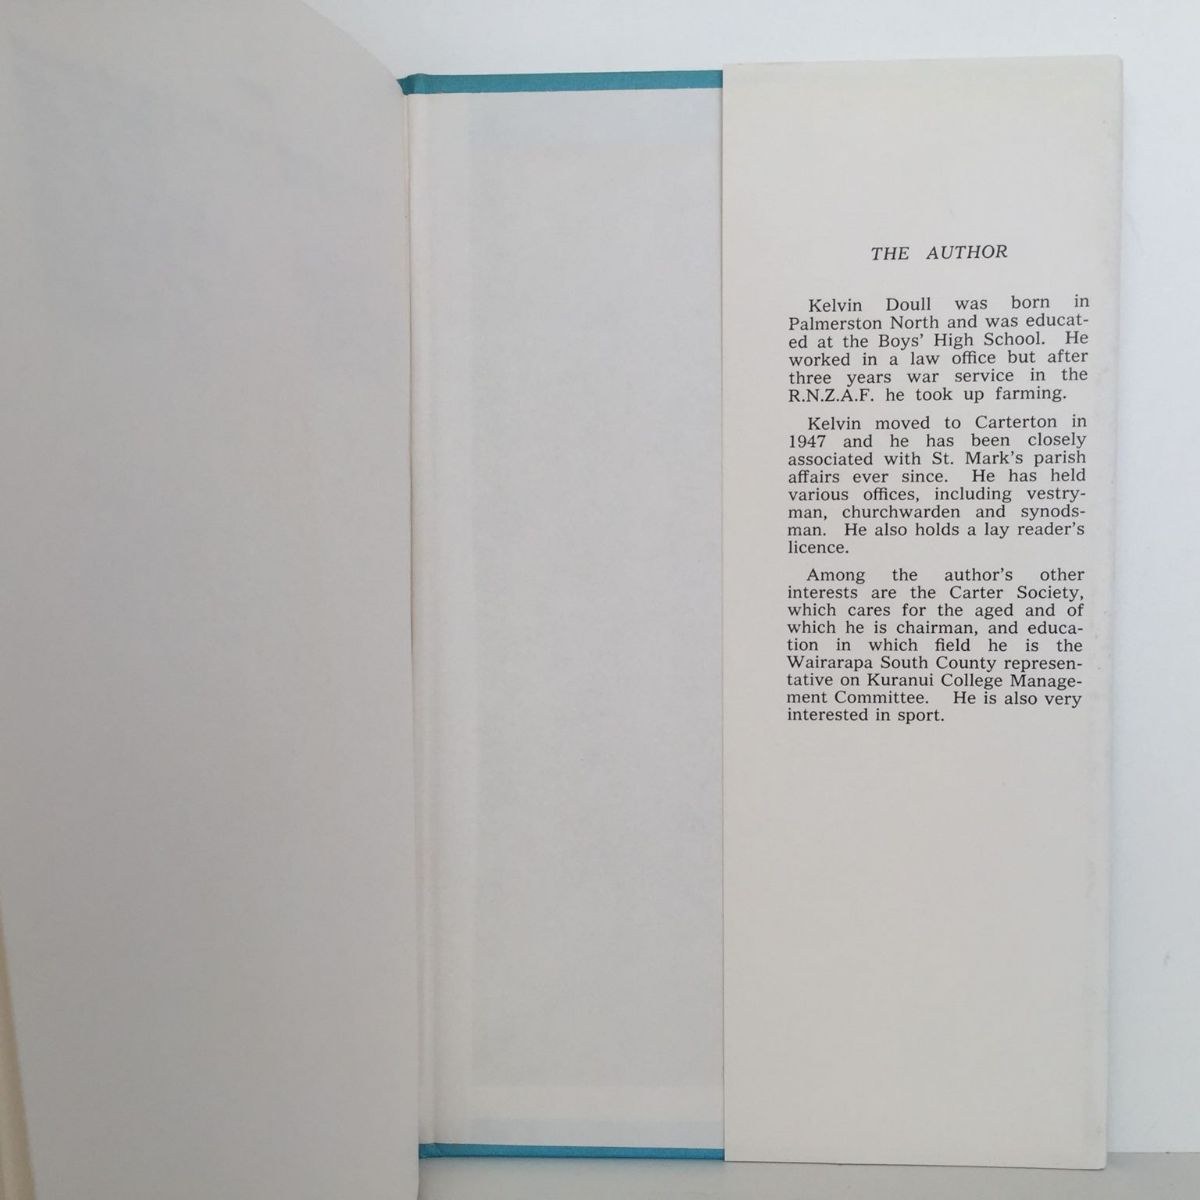 THE AUTHOR
Kelvin Doull was born in
Palmerston North and was educat-
ed at the Boys' High School. He
worked in a law office but after
three years war service in the
R.N.Z.A.F. he took up farming.
Kelvin moved to Carterton in
1947 and he has been closely
associated with St. Mark's parish
affairs ever since. He has held
various offices, including vestry-
man, churchwarden and synods-
man. He also holds a lay reader's
licence.
Among the author's other
interests are the Carter Society,
which cares for the aged and of
which he is chairman, and educa-
tion in which field he is the
Wairarapa South County represen-
tative on Kuranui College Manage-
ment Committee. He is also very
interested in sport.